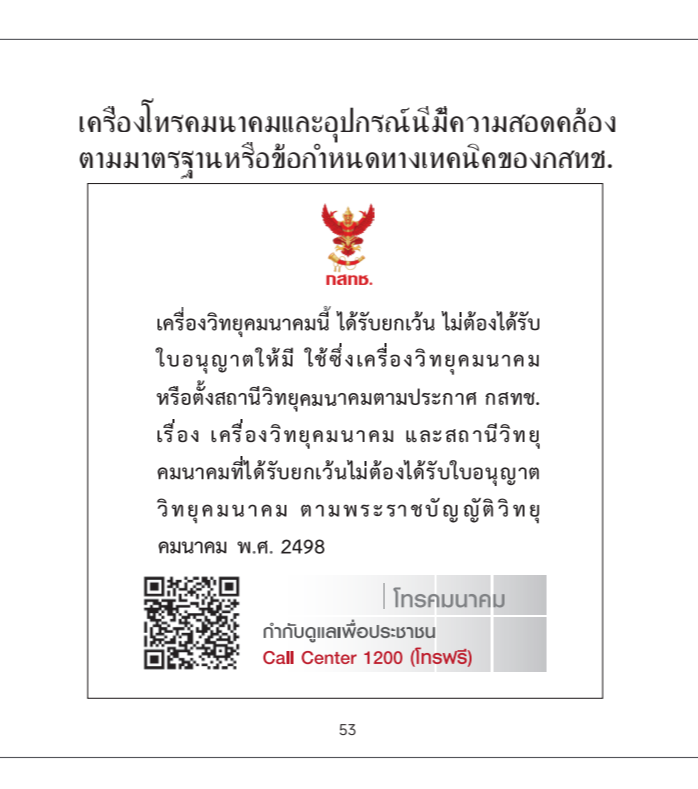 เครื่องโทรคมนาคมและอุปกรณ์นี้มีความสอดคล้อง
ตามมาตรฐานหรือข้อกำหนดทางเทคนิคของกสทช.
กสทช.
เครื่องวิทยุคมนาคมนี้ ได้รับยกเว้น ไม่ต้องได้รับ
ใบอนุญาตให้มี ใช้ซึ่งเครื่องวิทยุคมนาคม
หรือตั้งสถานีวิทยุคมนาคมตามประกาศ กสทช.
เรื่อง เครื่องวิทยุคมนาคม และสถานีวิทยุ
คมนาคมที่ได้รับยกเว้นไม่ต้องได้รับใบอนุญาต
วิทยุคมนาคม ตามพระราชบัญญัติวิทยุ
คมนาคม พ.ศ. 2498
โทรคมนาคม
กำกับดูแลเพื่อประชาชน
Call Center 1200 (โทรฟรี)
53